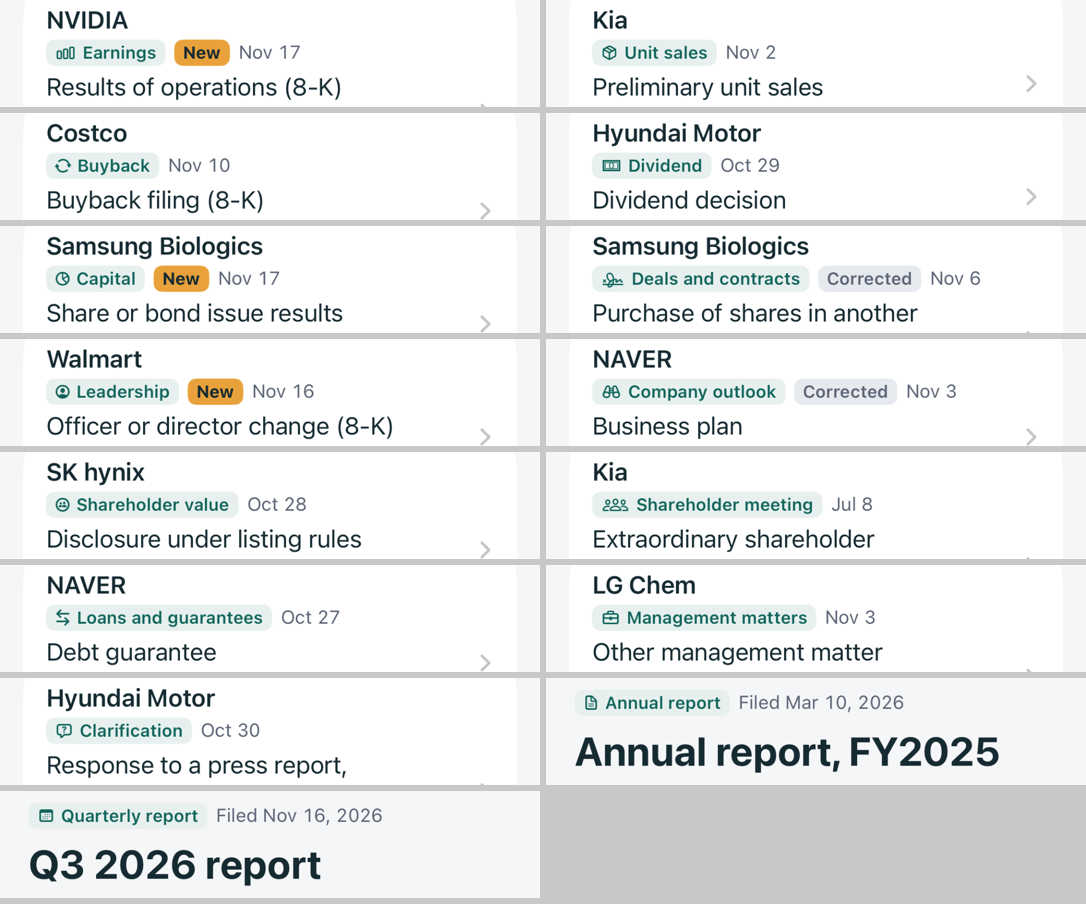 NVIDIA
Earnings New Nov 17
Results of operations (8-K)
Kia
Unit sales Nov 2
Preliminary unit sales
Costco
Buyback Nov 10
Buyback filing (8-K)
Hyundai Motor
Dividend Oct 29
Dividend decision
Samsung Biologics
Capital New Nov 17
Share or bond issue results
Samsung Biologics
Deals and contracts Corrected Nov 6
Purchase of shares in another
Walmart
Leadership New Nov 16
Officer or director change (8-K)
NAVER
Company outlook Corrected Nov 3
Business plan
SK hynix
Shareholder value Oct 28
Disclosure under listing rules
Kia
Shareholder meeting Jul 8
Extraordinary shareholder
NAVER
Loans and guarantees Oct 27
Debt guarantee
LG Chem
Management matters Nov 3
Other management matter
Hyundai Motor
Clarification Oct 30
Response to a press report,
Annual report Filed Mar 10, 2026
Annual report, FY2025
Quarterly report Filed Nov 16, 2026
Q3 2026 report